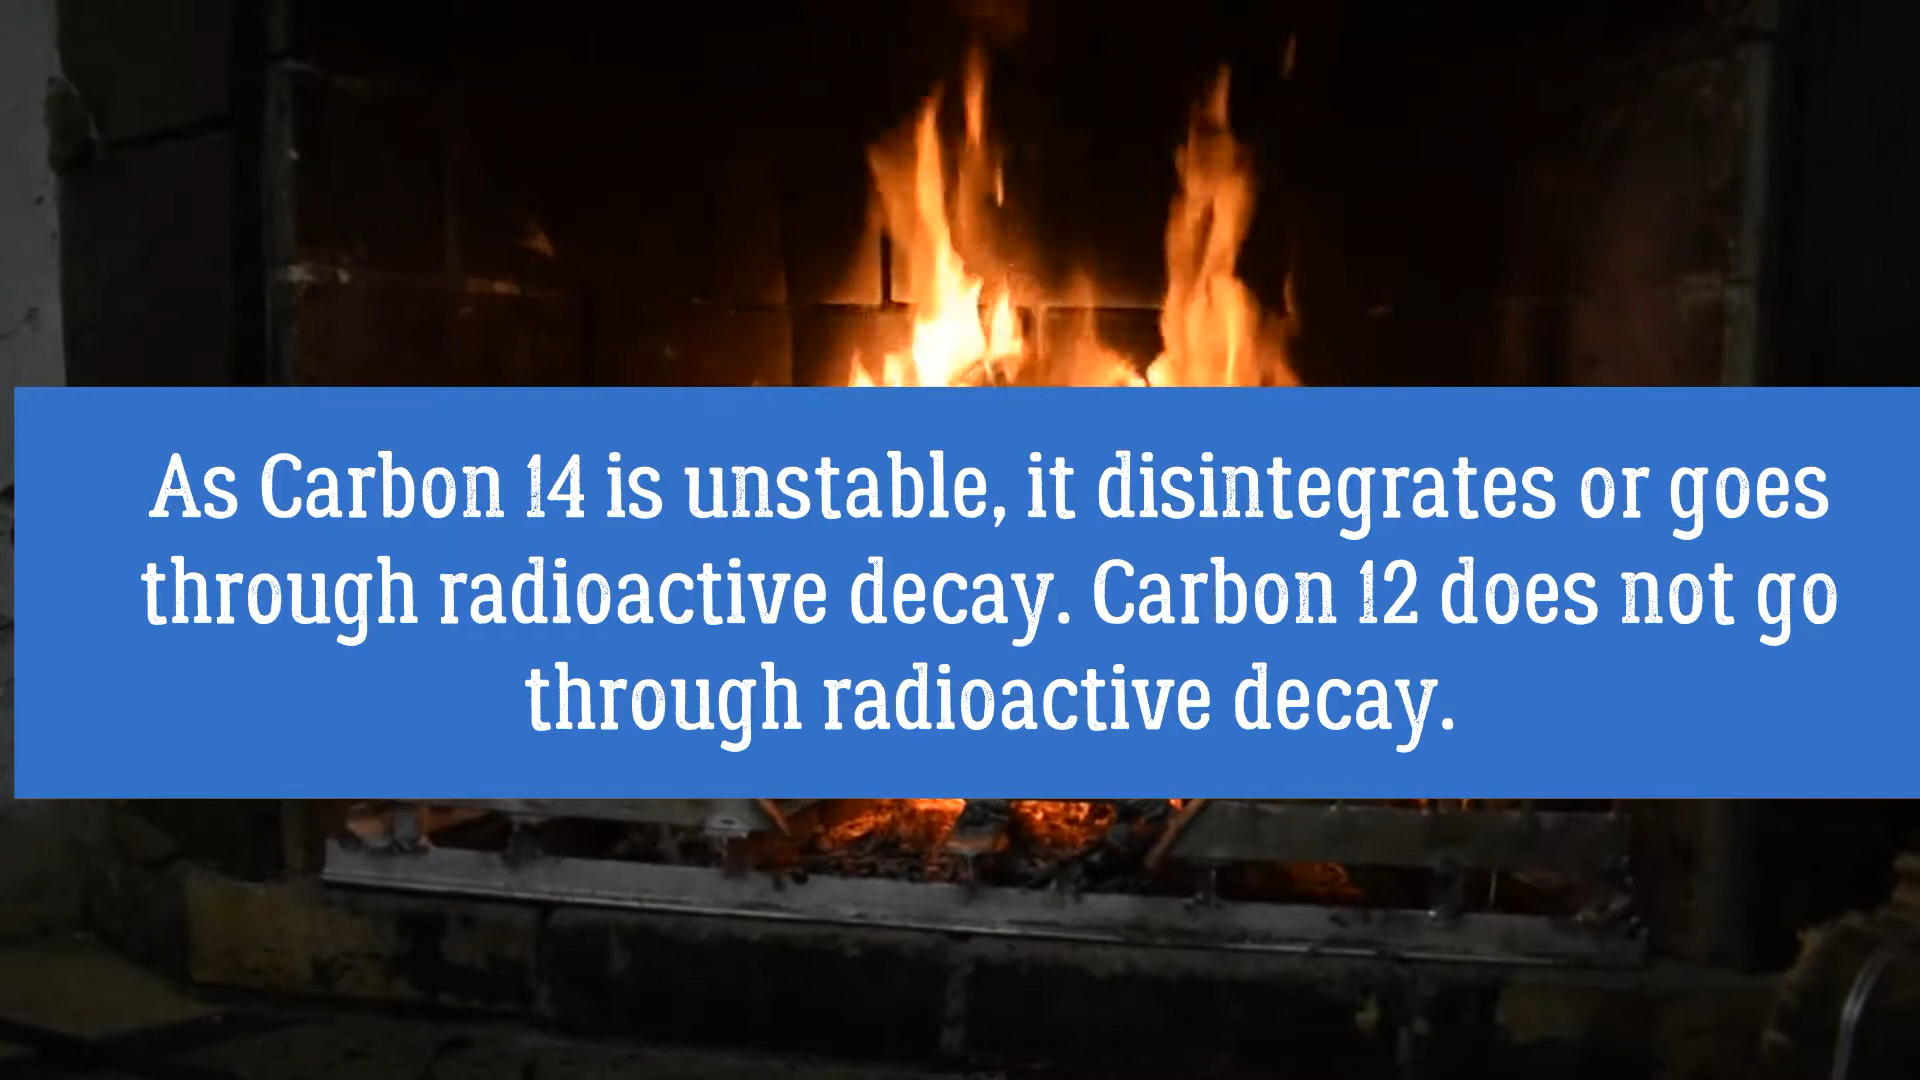 As Carbon 14 is unstable, it disintegrates or goes
through radioactive decay. Carbon 12 does not go
through radioactive decay.